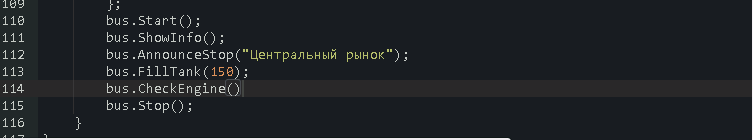 109 };
110 bus.Start();
111 bus.ShowInfo();
112 bus.AnnounceStop("Центральный рынок");
113 bus.FillTank(150);
114 bus.CheckEngine()
115 bus.Stop();
116 }
117 }